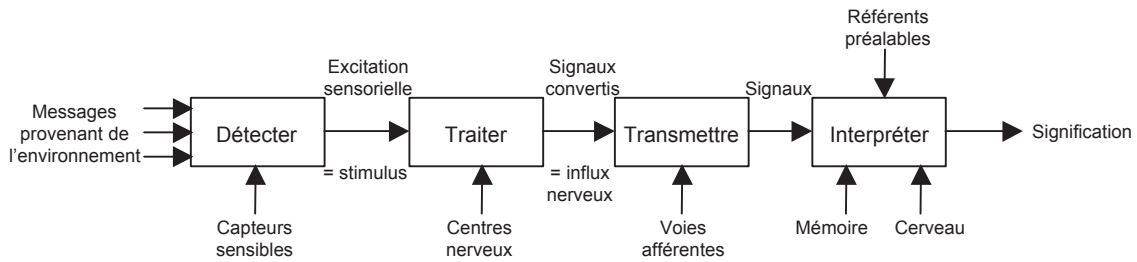 Référents
préalables
Excitation
sensorielle
Signaux
convertis
Signaux
Messages
provenant de
l'environnement
Détecter
Traiter
Transmettre
Interpréter
Signification
= stimulus
= influx
nerveux
Capteurs
sensibles
Centres
nerveux
Voies
afférentes
Mémoire
Cerveau